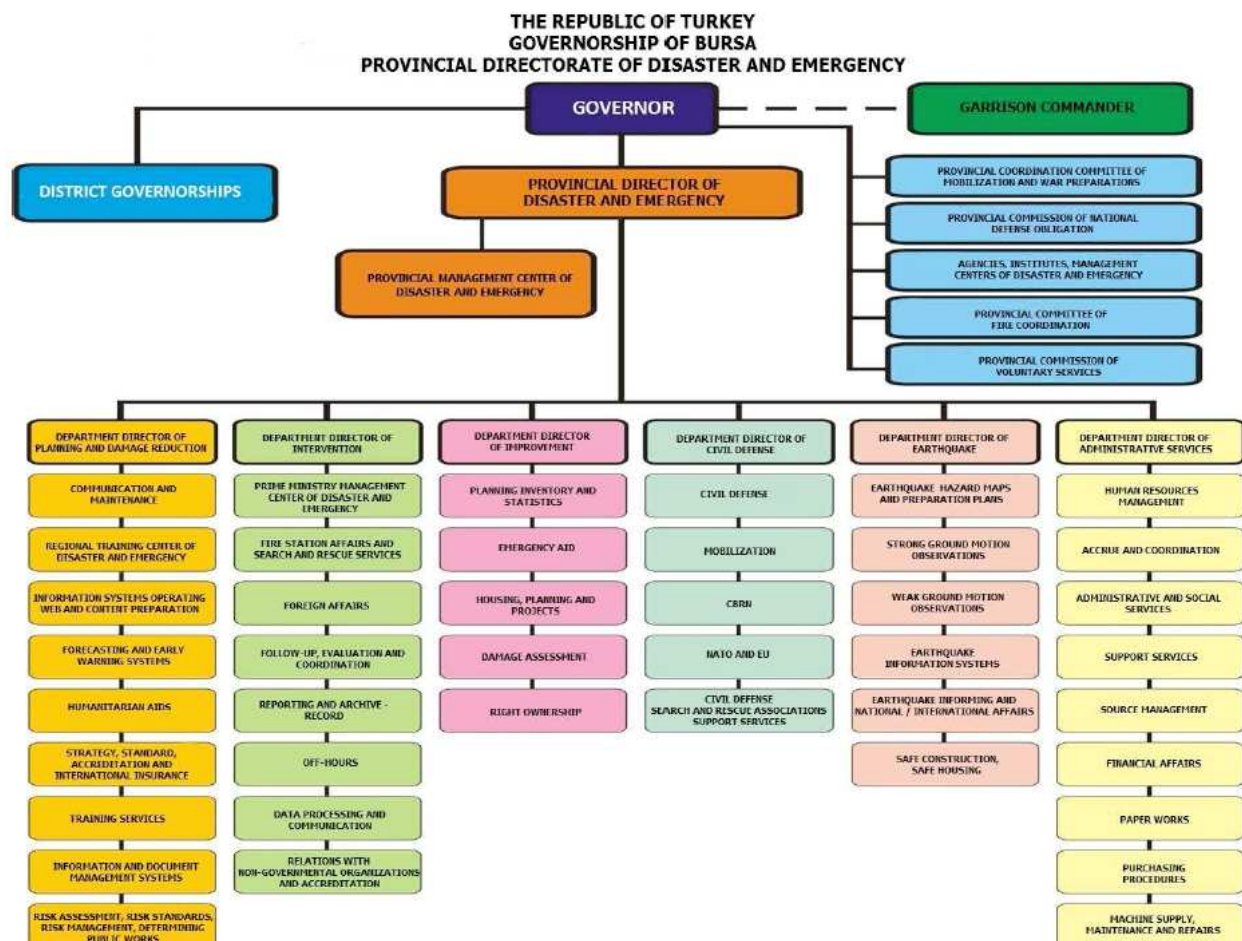 THE REPUBLIC OF TURKEY
GOVERNORSHIP OF BURSA
PROVINCIAL DIRECTORATE OF DISASTER AND EMERGENCY
GOVERNOR
GARRISON COMMANDER
DISTRICT GOVERNORSHIPS
PROVINCIAL DIRECTOR OF
DISASTER AND EMERGENCY
PROVINCIAL MANAGEMENT CENTER OF
DISASTER AND EMERGENCY
PROVINCIAL COORDINATION COMMITTEE OF
MOBILIZATION AND WAR PREPARATIONS
PROVINCIAL COMMISSION OF NATIONAL
DEFENSE OBLIGATION
AGENCIES, INSTITUTES, MANAGEMENT
CENTERS OF DISASTER AND EMERGENCY
PROVINCIAL COMMITTEE OF
FIRE COORDINATION
PROVINCIAL COMMISSION OF
VOLUNTARY SERVICES
DEPARTMENT DIRECTOR OF
PLANNING AND DAMAGE REDUCTION
COMMUNICATION AND
MAINTENANCE
REGIONAL TRAINING CENTER OF
DISASTER AND EMERGENCY
INFORMATION SYSTEMS OPERATING
WEB AND CONTENT PREPARATION
FORECASTING AND EARLY
WARNING SYSTEMS
HUMANITARIAN AIDS
STRATEGY, STANDARD,
ACCREDITATION AND
INTERNATIONAL INSURANCE
TRAINING SERVICES
INFORMATION AND DOCUMENT
MANAGEMENT SYSTEMS
RISK ASSESSMENT, RISK STANDARDS,
RISK MANAGEMENT, DETERMINING
PUBLIC WORKS
DEPARTMENT DIRECTOR OF
INTERVENTION
PRIME MINISTRY MANAGEMENT
CENTER OF DISASTER AND
EMERGENCY
FIRE STATION AFFAIRS AND
SEARCH AND RESCUE SERVICES
FOREIGN AFFAIRS
FOLLOW-UP, EVALUATION AND
COORDINATION
REPORTING AND ARCHIVE -
RECORD
OFF-HOURS
DATA PROCESSING AND
COMMUNICATION
RELATIONS WITH
NON-GOVERNMENTAL ORGANIZATIONS
AND ACCREDITATION
DEPARTMENT DIRECTOR
OF IMPROVEMENT
PLANNING INVENTORY AND
STATISTICS
EMERGENCY AID
HOUSING, PLANNING AND
PROJECTS
DAMAGE ASSESSMENT
RIGHT OWNERSHIP
DEPARTMENT DIRECTOR OF
CIVIL DEFENSE
CIVIL DEFENSE
MOBILIZATION
CBRN
NATO AND EU
CIVIL DEFENSE
SEARCH AND RESCUE ASSOCIATIONS
SUPPORT SERVICES
DEPARTMENT DIRECTOR OF
EARTHQUAKE
EARTHQUAKE HAZARD MAPS
AND PREPARATION PLANS
STRONG GROUND MOTION
OBSERVATIONS
WEAK GROUND MOTION
OBSERVATIONS
EARTHQUAKE
INFORMATION SYSTEMS
EARTHQUAKE INFORMING AND
NATIONAL / INTERNATIONAL AFFAIRS
SAFE CONSTRUCTION,
SAFE HOUSING
DEPARTMENT DIRECTOR OF
ADMINISTRATIVE SERVICES
HUMAN RESOURCES
MANAGEMENT
ACCRUE AND COORDINATION
ADMINISTRATIVE AND SOCIAL
SERVICES
SUPPORT SERVICES
SOURCE MANAGEMENT
FINANCIAL AFFAIRS
PAPER WORKS
PURCHASING
PROCEDURES
MACHINE SUPPLY,
MAINTENANCE AND REPAIRS